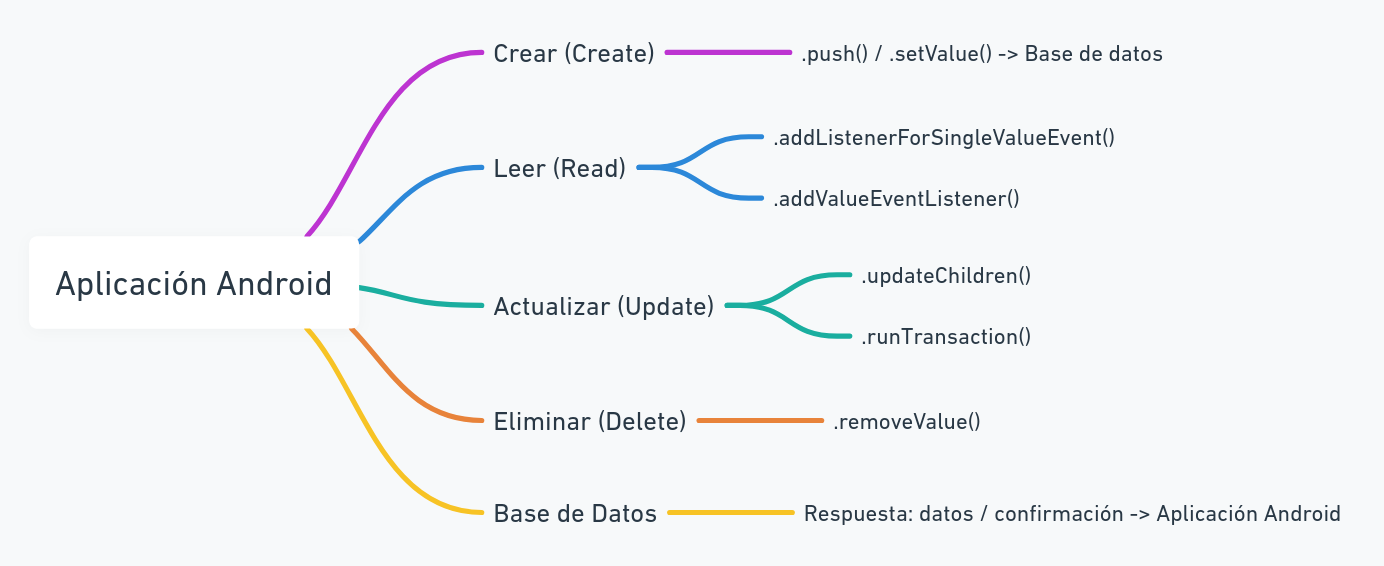 Aplicación Android
Crear (Create)
.push() / .setValue() -> Base de datos
Leer (Read)
.addListenerForSingleValueEvent()
.addValueEventListener()
Actualizar (Update)
.updateChildren()
.runTransaction()
Eliminar (Delete)
.removeValue()
Base de Datos
Respuesta: datos / confirmación -> Aplicación Android